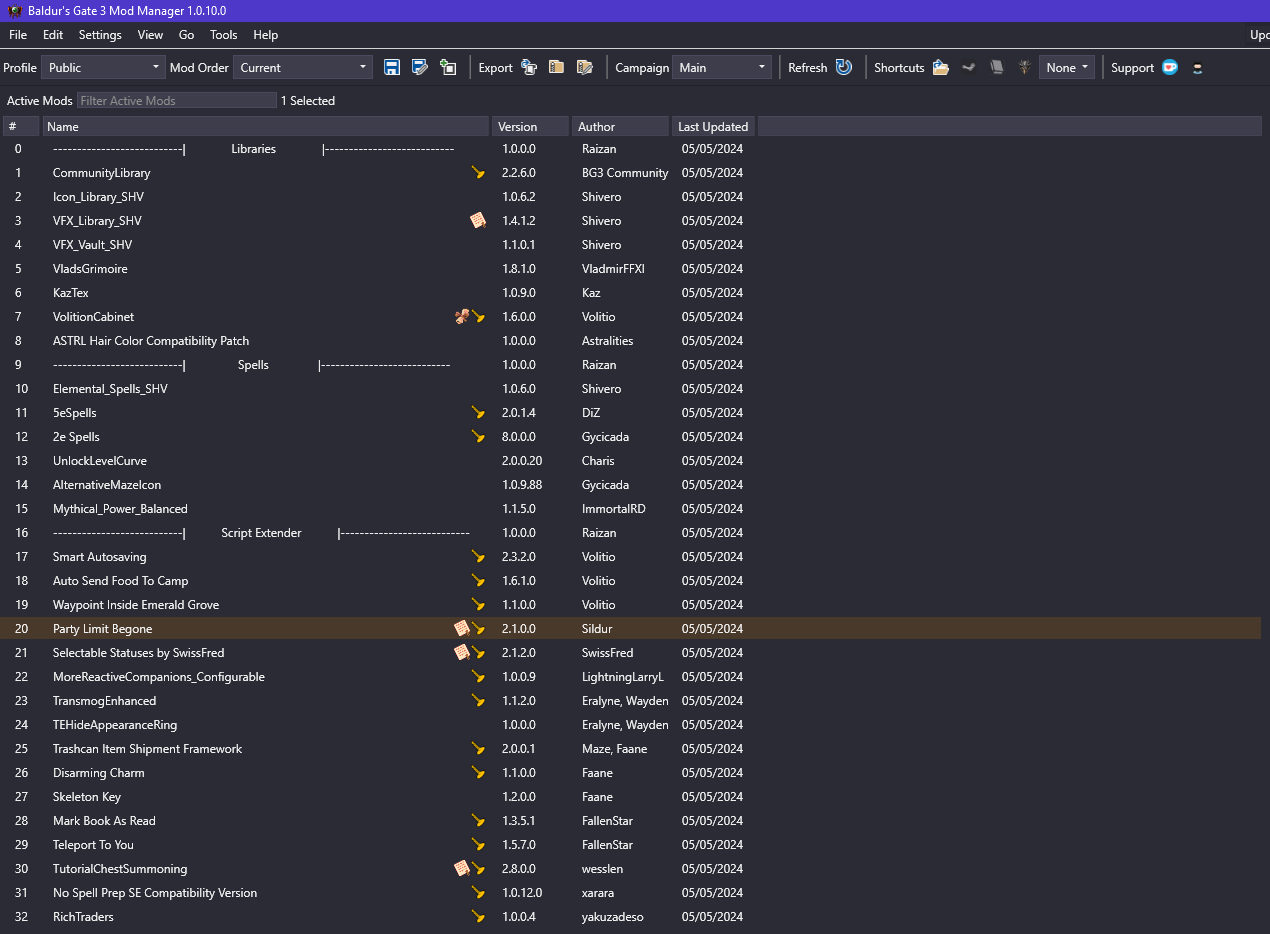 Baldur's Gate 3 Mod Manager 1.0.10.0
File Edit Settings View Go Tools Help
Profile Public Mod Order Current Export Campaign Main Refresh Shortcuts None Support
Active Mods Filter Active Mods 1 Selected
# Name Version Author Last Updated
0 ---------------------------| Libraries |--------------------------- 1.0.0.0 Raizan 05/05/2024
1 CommunityLibrary 2.2.6.0 BG3 Community 05/05/2024
2 Icon_Library_SHV 1.0.6.2 Shivero 05/05/2024
3 VFX_Library_SHV 1.4.1.2 Shivero 05/05/2024
4 VFX_Vault_SHV 1.1.0.1 Shivero 05/05/2024
5 VladsGrimoire 1.8.1.0 VladmirFFXI 05/05/2024
6 KazTex 1.0.9.0 Kaz 05/05/2024
7 VolitionCabinet 1.6.0.0 Volitio 05/05/2024
8 ASTRL Hair Color Compatibility Patch 1.0.0.0 Astralities 05/05/2024
9 ---------------------------| Spells |--------------------------- 1.0.0.0 Raizan 05/05/2024
10 Elemental_Spells_SHV 1.0.6.0 Shivero 05/05/2024
11 5eSpells 2.0.1.4 DiZ 05/05/2024
12 2e Spells 8.0.0.0 Gycicada 05/05/2024
13 UnlockLevelCurve 2.0.0.20 Charis 05/05/2024
14 AlternativeMazeIcon 1.0.9.88 Gycicada 05/05/2024
15 Mythical_Power_Balanced 1.1.5.0 ImmortalRD 05/05/2024
16 ---------------------------| Script Extender |--------------------------- 1.0.0.0 Raizan 05/05/2024
17 Smart Autosaving 2.3.2.0 Volitio 05/05/2024
18 Auto Send Food To Camp 1.6.1.0 Volitio 05/05/2024
19 Waypoint Inside Emerald Grove 1.1.0.0 Volitio 05/05/2024
20 Party Limit Begone 2.1.0.0 Sildur 05/05/2024
21 Selectable Statuses by SwissFred 2.1.2.0 SwissFred 05/05/2024
22 MoreReactiveCompanions_Configurable 1.0.0.9 LightningLarryL 05/05/2024
23 TransmogEnhanced 1.1.2.0 Eralyne, Wayden 05/05/2024
24 TEHideAppearanceRing 1.0.0.0 Eralyne, Wayden 05/05/2024
25 Trashcan Item Shipment Framework 2.0.0.1 Maze, Faane 05/05/2024
26 Disarming Charm 1.1.0.0 Faane 05/05/2024
27 Skeleton Key 1.2.0.0 Faane 05/05/2024
28 Mark Book As Read 1.3.5.1 FallenStar 05/05/2024
29 Teleport To You 1.5.7.0 FallenStar 05/05/2024
30 TutorialChestSummoning 2.8.0.0 wesslen 05/05/2024
31 No Spell Prep SE Compatibility Version 1.0.12.0 xarara 05/05/2024
32 RichTraders 1.0.0.4 yakuzadeso 05/05/2024